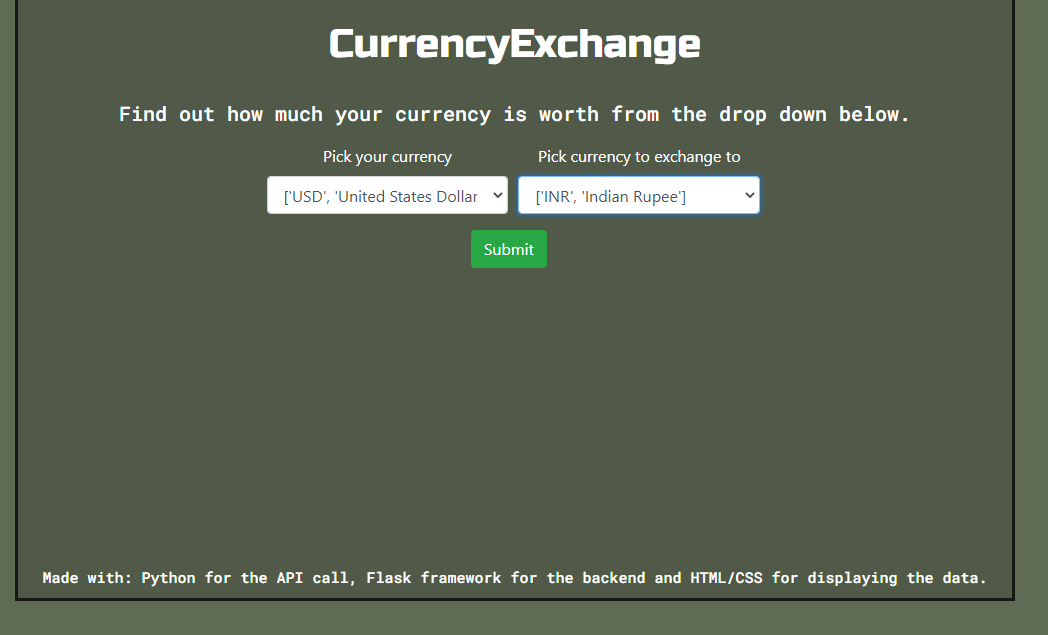 CurrencyExchange
Find out how much your currency is worth from the drop down below.
Pick your currency Pick currency to exchange to
['USD', 'United States Dollar ['INR', 'Indian Rupee']
Submit
Made with: Python for the API call, Flask framework for the backend and HTML/CSS for displaying the data.